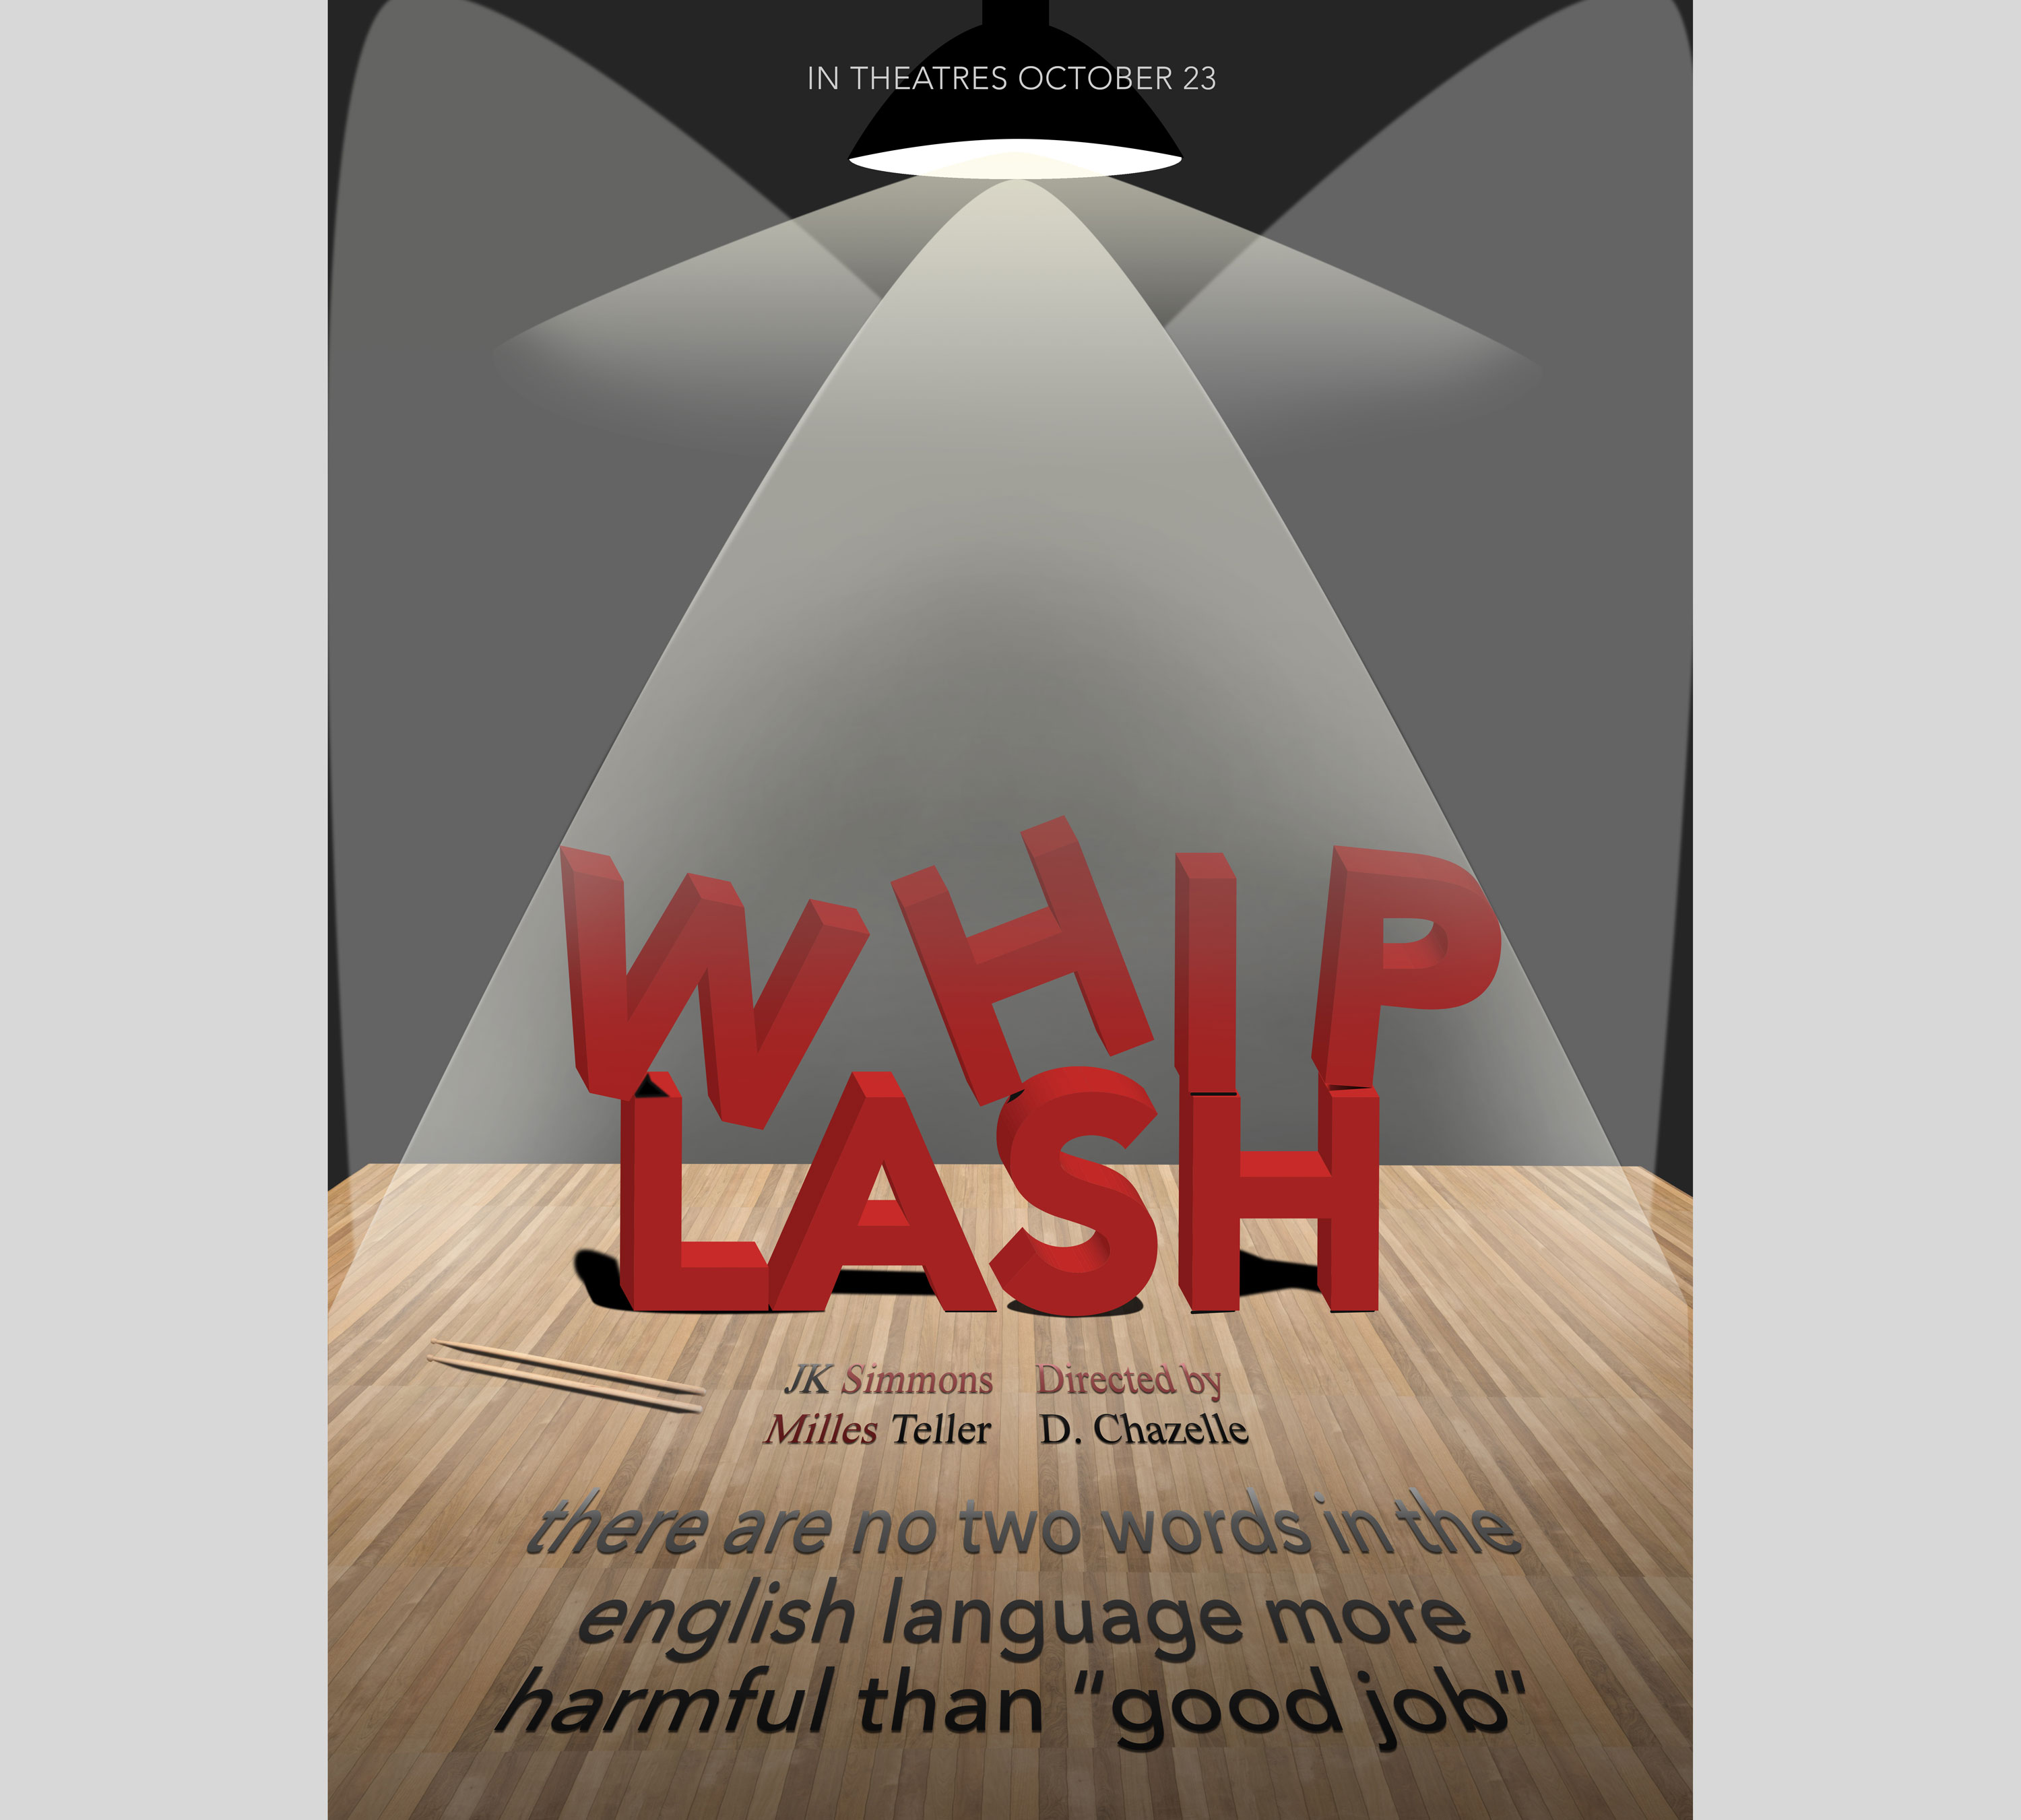 IN THEATRES OCTOBER 23
WHIP
LASH
JK Simmons Directed by
Milles Teller D. Chazelle
there are no two words in the
english language more
harmful than "good job"